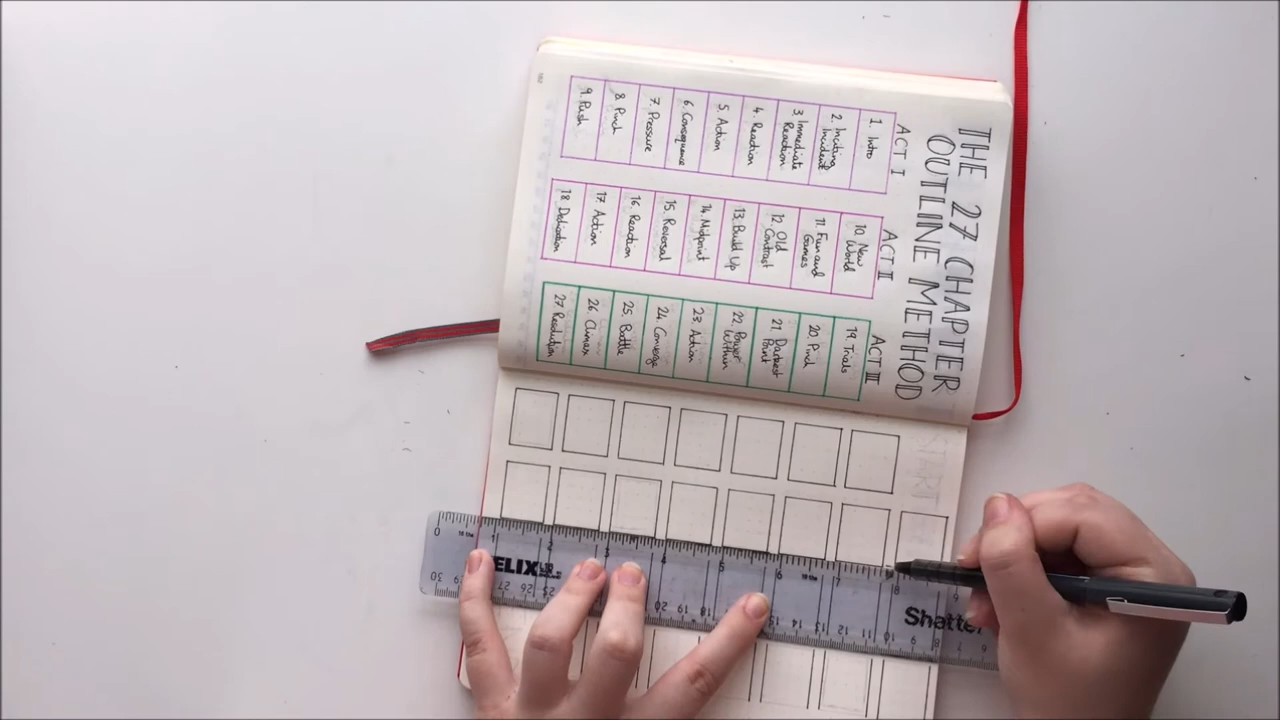 THE 27 CHAPTER
OUTLINE METHOD
ACT I
1. Intro
2. Inciting
Incident
3. Immediate
Reaction
4. Reaction
5. Action
6. Consequence
7. Pressure
8. Pinch
9. Push
ACT II
10. New
World
11. Fun and
Games
12. Old
Contrast
13. Build Up
14. Midpoint
15. Reversal
16. Reaction
17. Action
18. Dedication
ACT III
19. Trials
20. Pinch
21. Darkest
Point
22. Power
Within
23. Action
24. Converge
25. Battle
26. Climax
27. Resolution
START
ELIX
Shatter